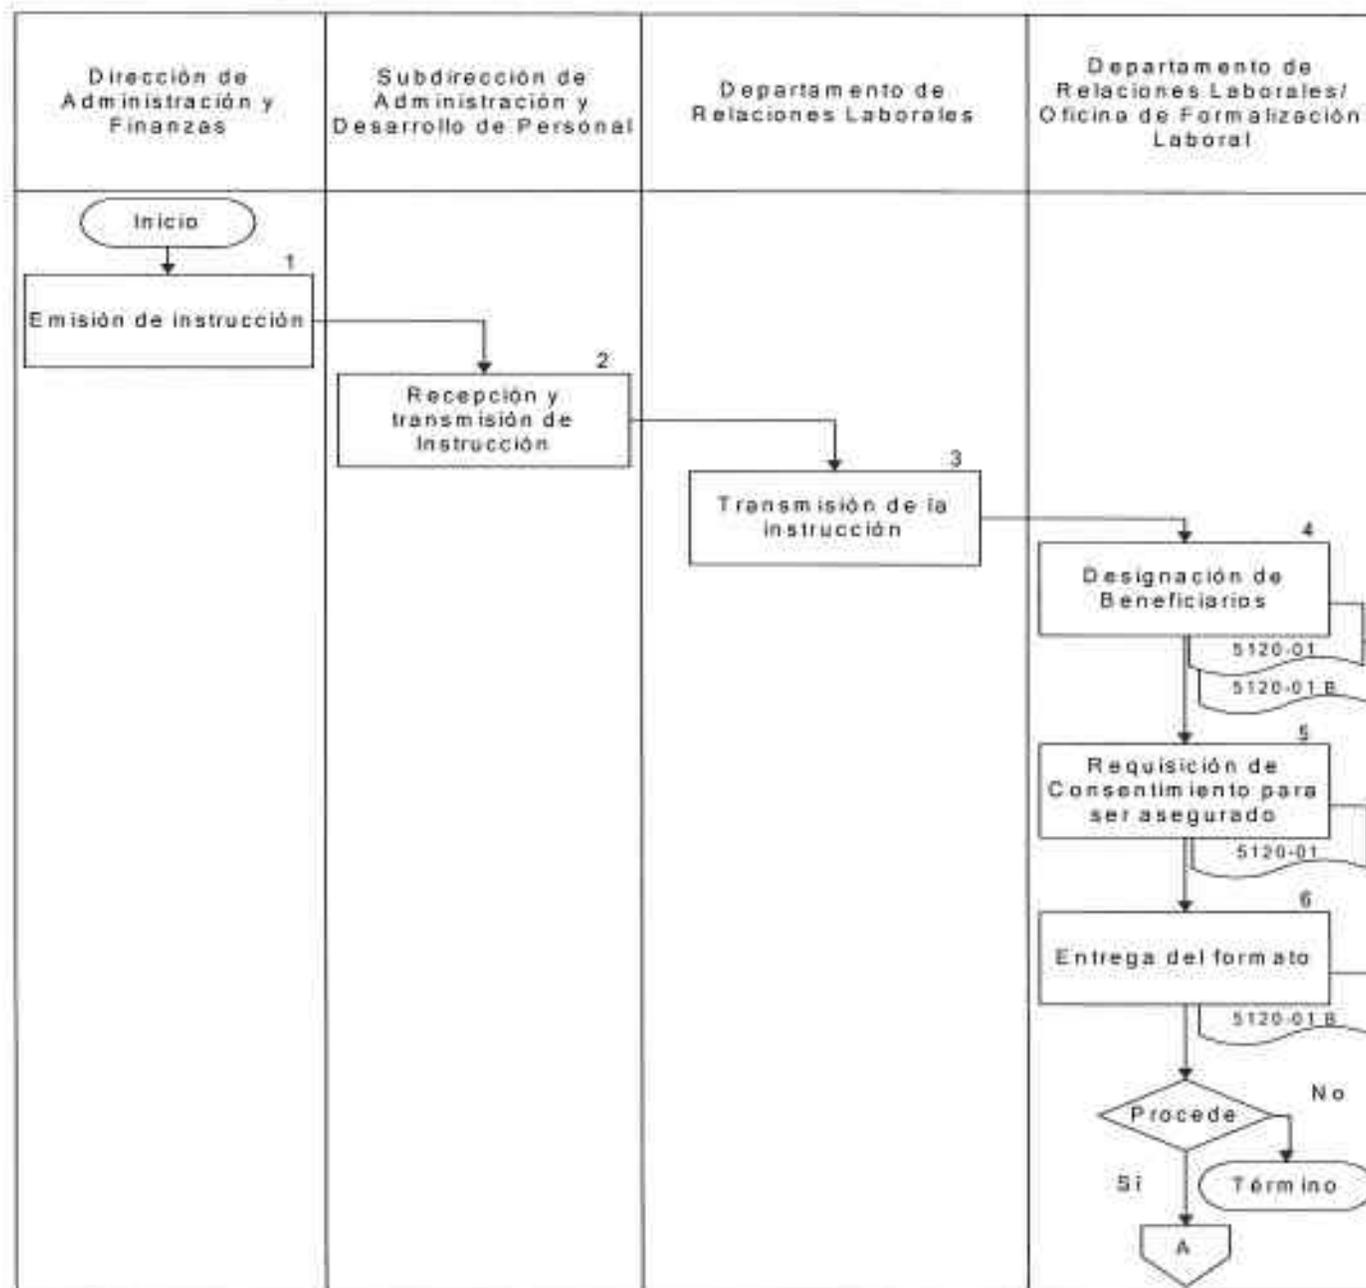 Dirección de
Administración y
Finanzas
Subdirección de
Administración y
Desarrollo de Personal
Departamento de
Relaciones Laborales
Departamento de
Relaciones Laborales/
Oficina de Formalización
Laboral
Inicio
1
Emisión de instrucción
2
Recepción y
transmisión de
Instrucción
3
Transmisión de la
instrucción
4
Designación de
Beneficiarios
5120-01
5120-01 B
5
Requisición de
Consentimiento para
ser asegurado
5120-01
6
Entrega del formato
5120-01 B
Procede
No
Si
Término
A